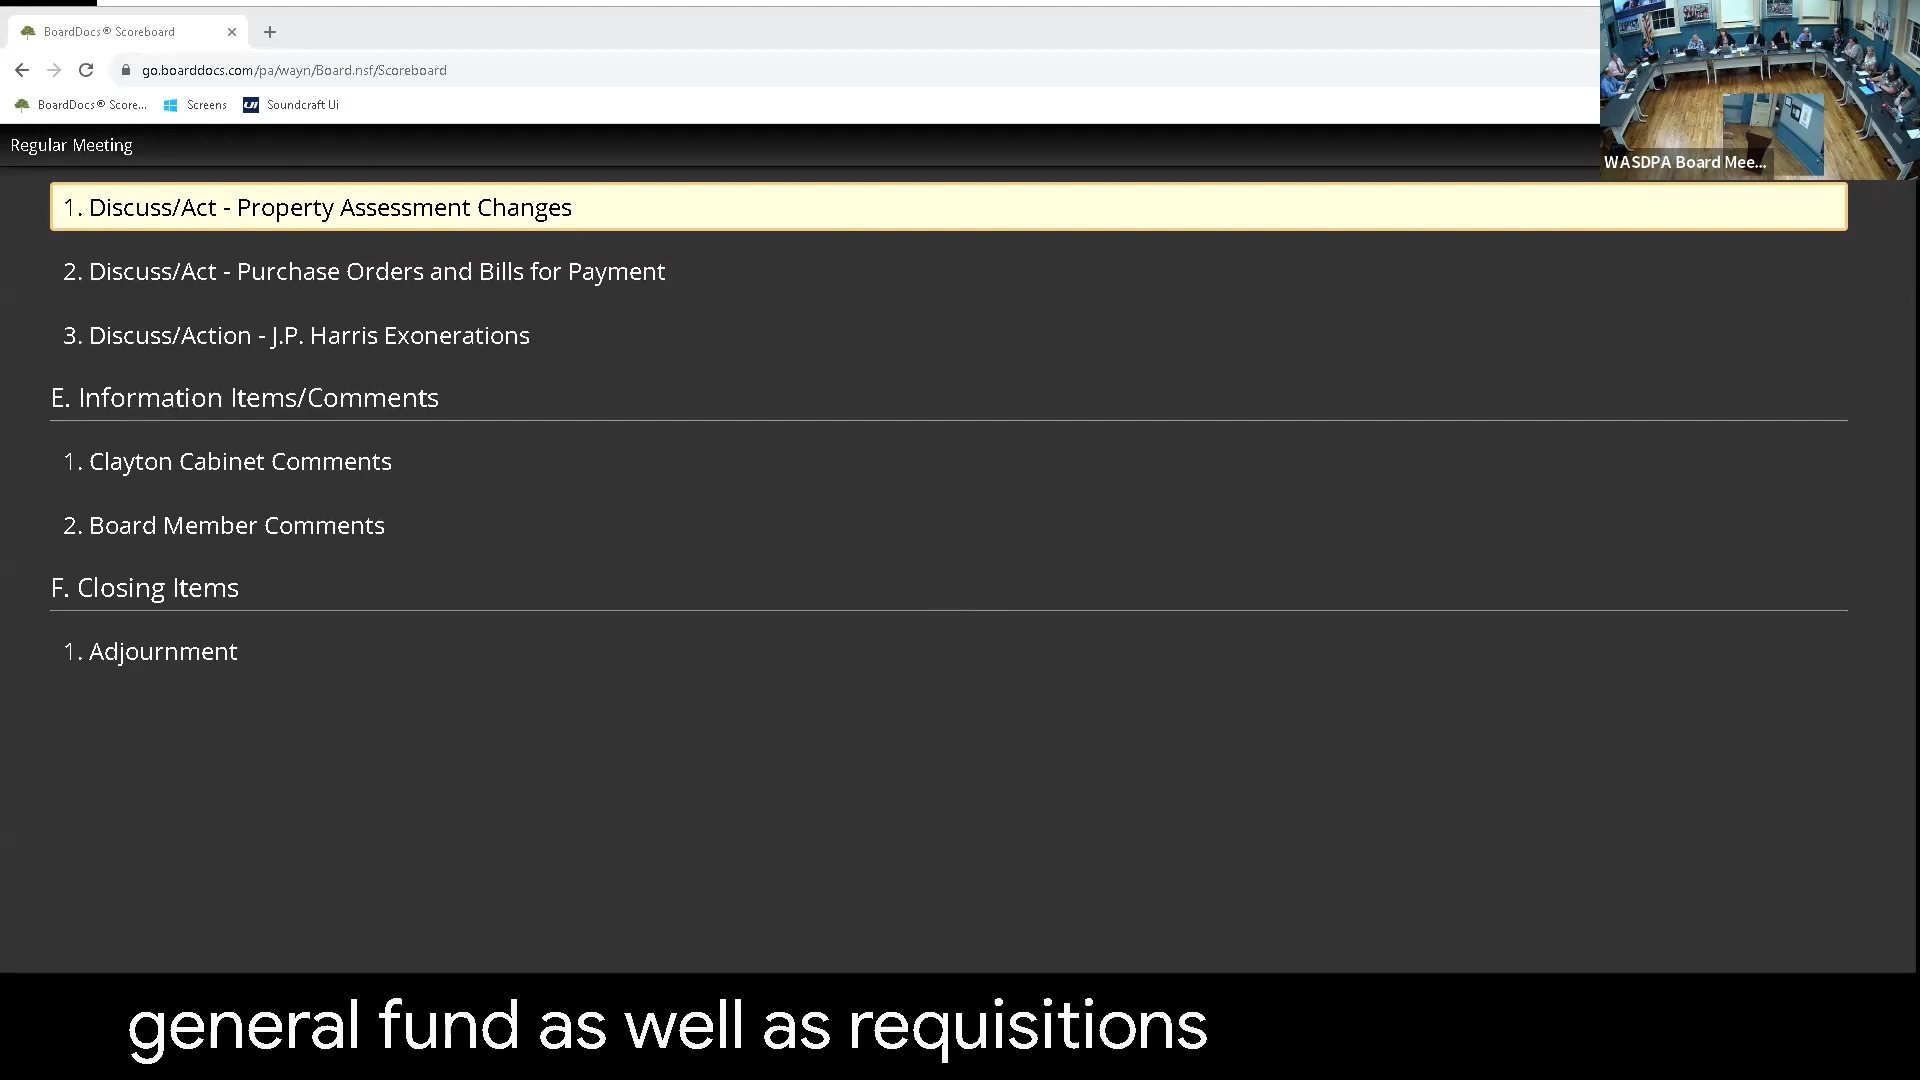 BoardDocs® Scoreboard
go.boarddocs.com/pa/wayn/Board.nsf/Scoreboard
BoardDocs® Score... Screens Soundcraft Ui
Regular Meeting
WASDPA Board Mee...
1. Discuss/Act - Property Assessment Changes
2. Discuss/Act - Purchase Orders and Bills for Payment
3. Discuss/Action - J.P. Harris Exonerations
E. Information Items/Comments
1. Clayton Cabinet Comments
2. Board Member Comments
F. Closing Items
1. Adjournment
general fund as well as requisitions